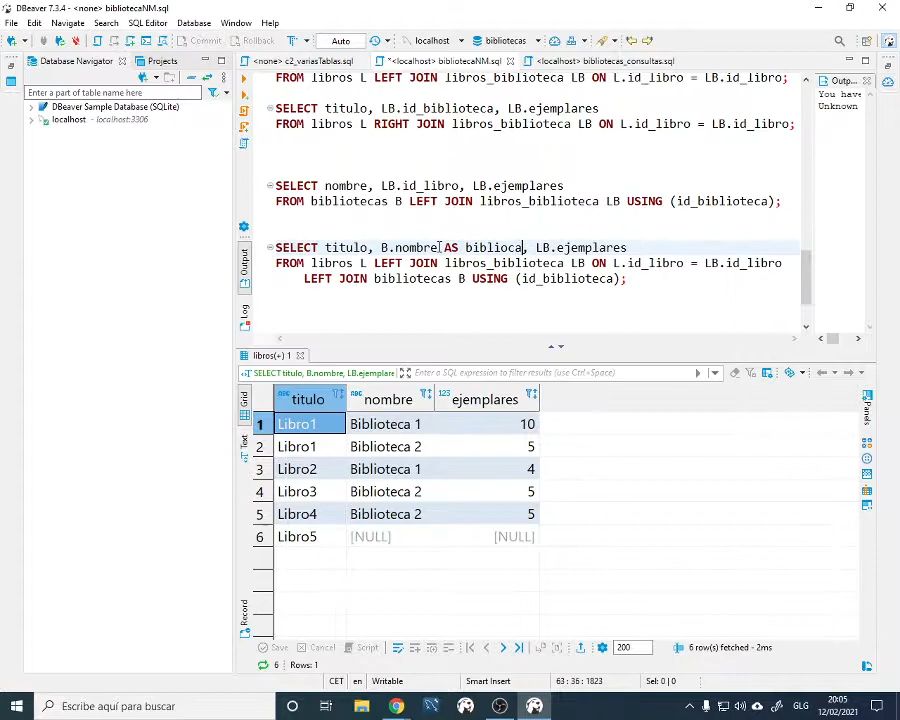 DBeaver 7.3.4 - <none> bibliotecaNM.sql
File Edit Navigate Search SQL Editor Database Window Help
Commit Rollback Auto localhost bibliotecas
Database Navigator Projects
<none> c2_variasTablas.sql *<localhost> bibliotecaNM.sql <localhost> bibliotecas_consultas.sql
Enter a part of table name here
DBeaver Sample Database (SQLite)
localhost - localhost:3306
FROM libros L LEFT JOIN libros_biblioteca LB ON L.id_libro = LB.id_libro;
SELECT titulo, LB.id_biblioteca, LB.ejemplares
FROM libros L RIGHT JOIN libros_biblioteca LB ON L.id_libro = LB.id_libro;
SELECT nombre, LB.id_libro, LB.ejemplares
FROM bibliotecas B LEFT JOIN libros_biblioteca LB USING (id_biblioteca);
SELECT titulo, B.nombre AS biblioca, LB.ejemplares
FROM libros L LEFT JOIN libros_biblioteca LB ON L.id_libro = LB.id_libro
LEFT JOIN bibliotecas B USING (id_biblioteca);
Output
Log
Outp
You have
Unknown
libros(+) 1
SELECT titulo, B.nombre, LB.ejemplare Enter a SQL expression to filter results (use Ctrl+Space)
Grid
Text
Record
Panels
ABC titulo ABC nombre 123 ejemplares
1 Libro1 Biblioteca 1 10
2 Libro1 Biblioteca 2 5
3 Libro2 Biblioteca 1 4
4 Libro3 Biblioteca 2 5
5 Libro4 Biblioteca 2 5
6 Libro5 [NULL] [NULL]
Save Cancel Script 200 6 row(s) fetched - 2ms
6 Rows: 1
CET en Writable Smart Insert 63 : 36 : 1823 Sel: 0 | 0
Escribe aquí para buscar
GLG
20:05
12/02/2021